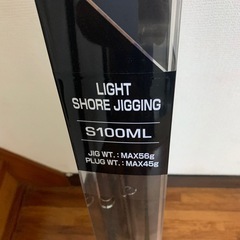 LIGHT
SHORE JIGGING
S100ML
JIG WT. : MAX56g
PLUG WT. : MAX45g